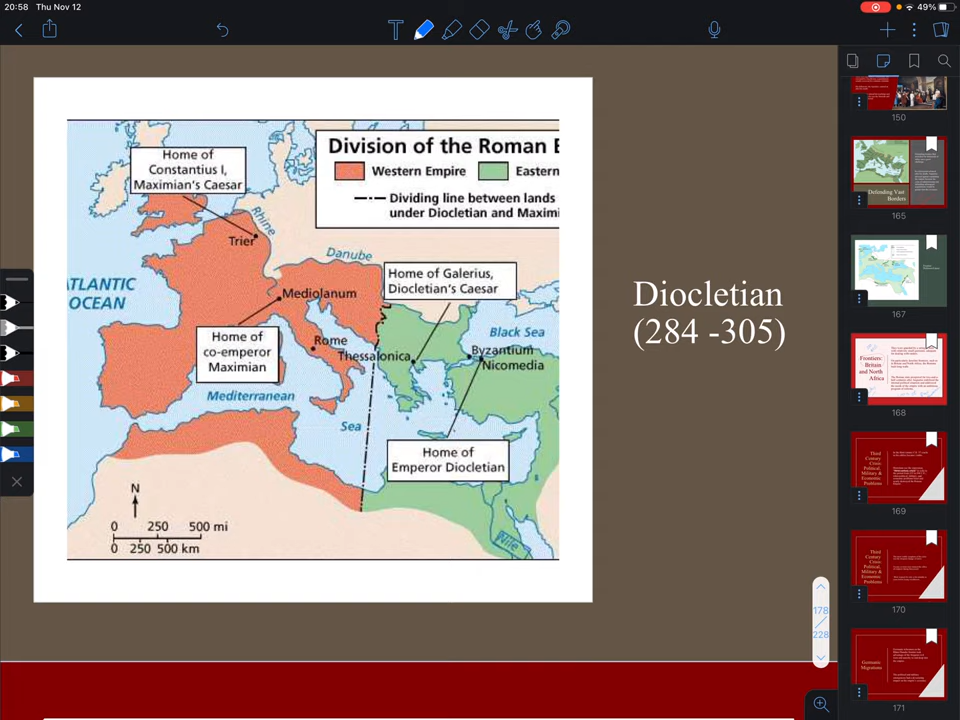 20:58 Thu Nov 12
49%
Home of
Constantius I,
Maximian's Caesar
Division of the Roman E
Western Empire
Eastern
Dividing line between lands
under Diocletian and Maximi
Rhine
Trier
Danube
TLANTIC
OCEAN
Home of Galerius,
Diocletian's Caesar
Mediolanum
Black Sea
Home of
co-emperor
Maximian
Rome
Thessalonica
Byzantium
Nicomedia
Mediterranean
Sea
Home of
Emperor Diocletian
N
0 250 500 mi
0 250 500 km
Nile
Diocletian
(284 -305)
178
228
150
Defending Vast
Borders
165
167
Frontiers:
Britain
and North
Africa
168
Third
Century
Crisis
Political,
Military &
Economic
Problems
169
Third
Century
Crisis
Political,
Military &
Economic
Problems
170
Germanic
Migrations
171